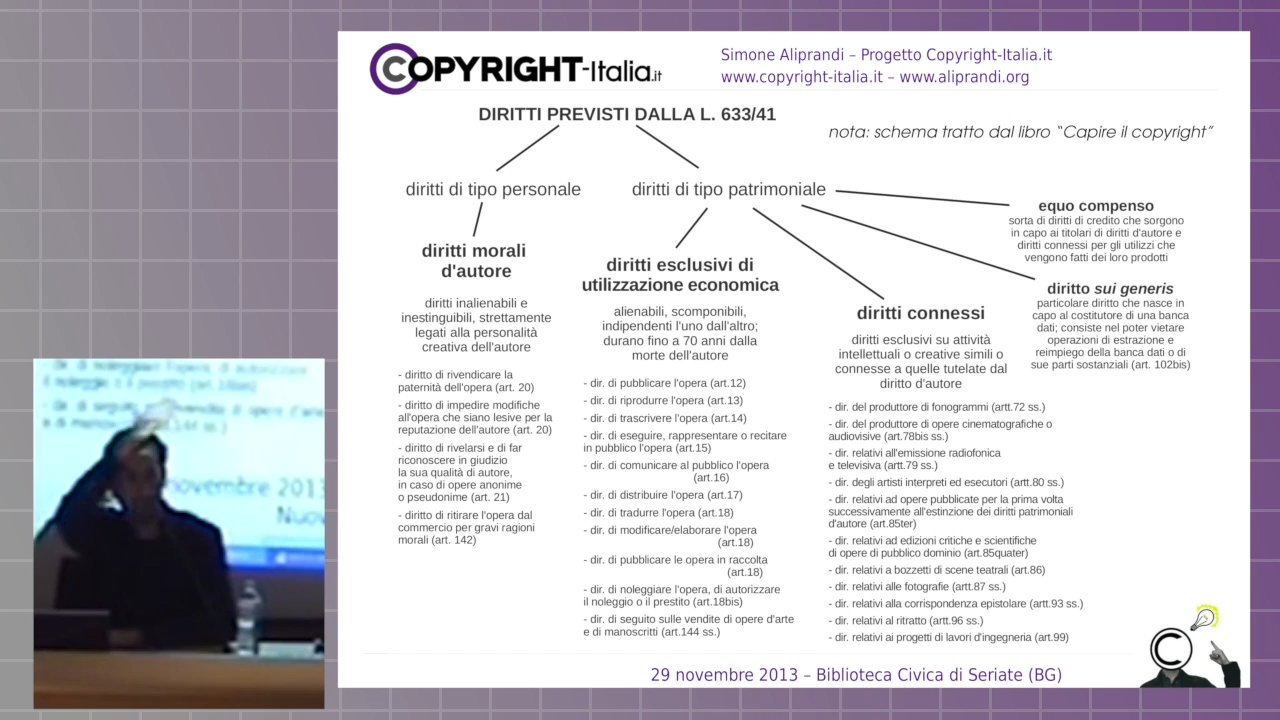 COPYRIGHT-Italia.it
Simone Aliprandi – Progetto Copyright-Italia.it
www.copyright-italia.it – www.aliprandi.org
DIRITTI PREVISTI DALLA L. 633/41
nota: schema tratto dal libro “Capire il copyright”
diritti di tipo personale
diritti di tipo patrimoniale
diritti morali
d'autore
diritti inalienabili e
inestinguibili, strettamente
legati alla personalità
creativa dell'autore
- diritto di rivendicare la
paternità dell'opera (art. 20)
- diritto di impedire modifiche
all'opera che siano lesive per la
reputazione dell'autore (art. 20)
- diritto di rivelarsi e di far
riconoscere in giudizio
la sua qualità di autore,
in caso di opere anonime
o pseudonime (art. 21)
- diritto di ritirare l'opera dal
commercio per gravi ragioni
morali (art. 142)
diritti esclusivi di
utilizzazione economica
alienabili, scomponibili,
indipendenti l'uno dall'altro;
durano fino a 70 anni dalla
morte dell'autore
- dir. di pubblicare l'opera (art.12)
- dir. di riprodurre l'opera (art.13)
- dir. di trascrivere l'opera (art.14)
- dir. di eseguire, rappresentare o recitare
in pubblico l'opera (art.15)
- dir. di comunicare al pubblico l'opera
(art.16)
- dir. di distribuire l'opera (art.17)
- dir. di tradurre l'opera (art.18)
- dir. di modificare/elaborare l'opera
(art.18)
- dir. di pubblicare le opera in raccolta
(art.18)
- dir. di noleggiare l'opera, di autorizzare
il noleggio o il prestito (art.18bis)
- dir. di seguito sulle vendite di opere d'arte
e di manoscritti (art.144 ss.)
diritti connessi
diritti esclusivi su attività
intellettuali o creative simili o
connesse a quelle tutelate dal
diritto d'autore
- dir. del produttore di fonogrammi (artt.72 ss.)
- dir. del produttore di opere cinematografiche o
audiovisive (art.78bis ss.)
- dir. relativi all'emissione radiofonica
e televisiva (artt.79 ss.)
- dir. degli artisti interpreti ed esecutori (artt.80 ss.)
- dir. relativi ad opere pubblicate per la prima volta
successivamente all'estinzione dei diritti patrimoniali
d'autore (art.85ter)
- dir. relativi ad edizioni critiche e scientifiche
di opere di pubblico dominio (art.85quater)
- dir. relativi a bozzetti di scene teatrali (art.86)
- dir. relativi alle fotografie (artt.87 ss.)
- dir. relativi alla corrispondenza epistolare (artt.93 ss.)
- dir. relativi al ritratto (artt.96 ss.)
- dir. relativi ai progetti di lavori d'ingegneria (art.99)
equo compenso
sorta di diritti di credito che sorgono
in capo ai titolari di diritti d'autore e
diritti connessi per gli utilizzi che
vengono fatti dei loro prodotti
diritto sui generis
particolare diritto che nasce in
capo al costitutore di una banca
dati; consiste nel poter vietare
operazioni di estrazione e
reimpiego della banca dati o di
sue parti sostanziali (art. 102bis)
novembre 2013
29 novembre 2013 – Biblioteca Civica di Seriate (BG)
C